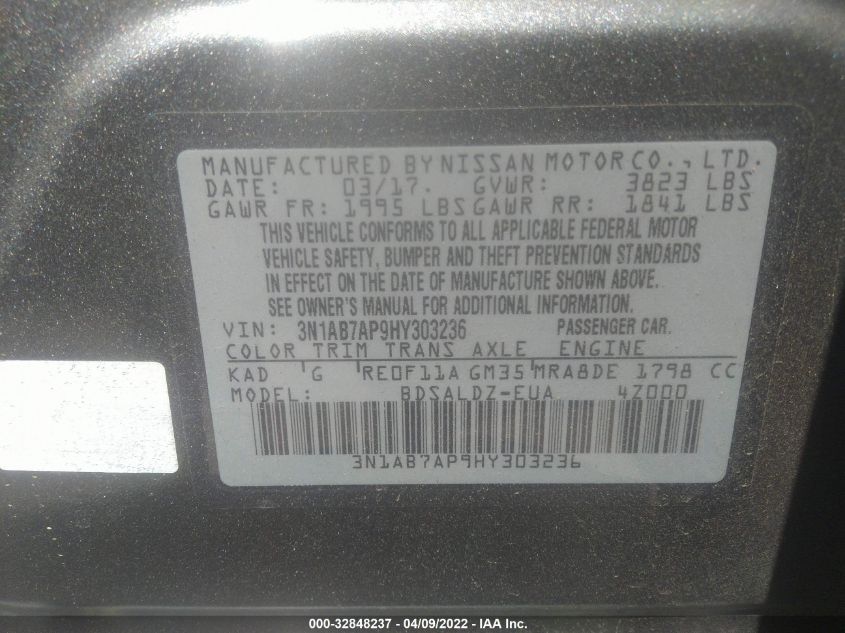 MANUFACTURED BY NISSAN MOTOR CO., LTD.
DATE: 03/17. GVWR: 3823 LBS
GAWR FR: 1995 LBS GAWR RR: 1841 LBS
THIS VEHICLE CONFORMS TO ALL APPLICABLE FEDERAL MOTOR
VEHICLE SAFETY, BUMPER AND THEFT PREVENTION STANDARDS
IN EFFECT ON THE DATE OF MANUFACTURE SHOWN ABOVE.
SEE OWNER'S MANUAL FOR ADDITIONAL INFORMATION.
VIN: 3N1AB7AP9HY303236 PASSENGER CAR.
COLOR TRIM TRANS AXLE ENGINE
KAD G RE0F11A GM35 MRA8DE 1798 CC
MODEL: BDSALDZ-EUA 4Z000
3N1AB7AP9HY303236
000-32848237 - 04/09/2022 - IAA Inc.